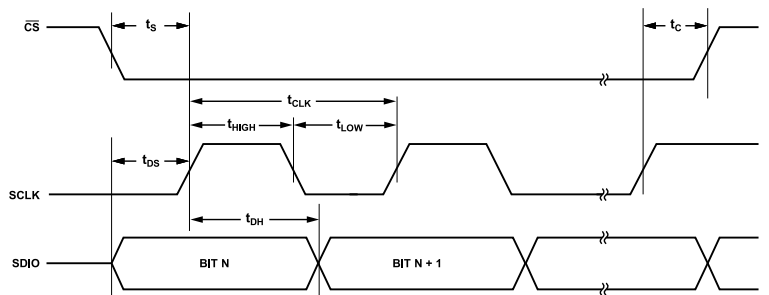 CS
tS
tC
tCLK
tHIGH
tLOW
tDS
SCLK
tDH
SDIO
BIT N
BIT N + 1